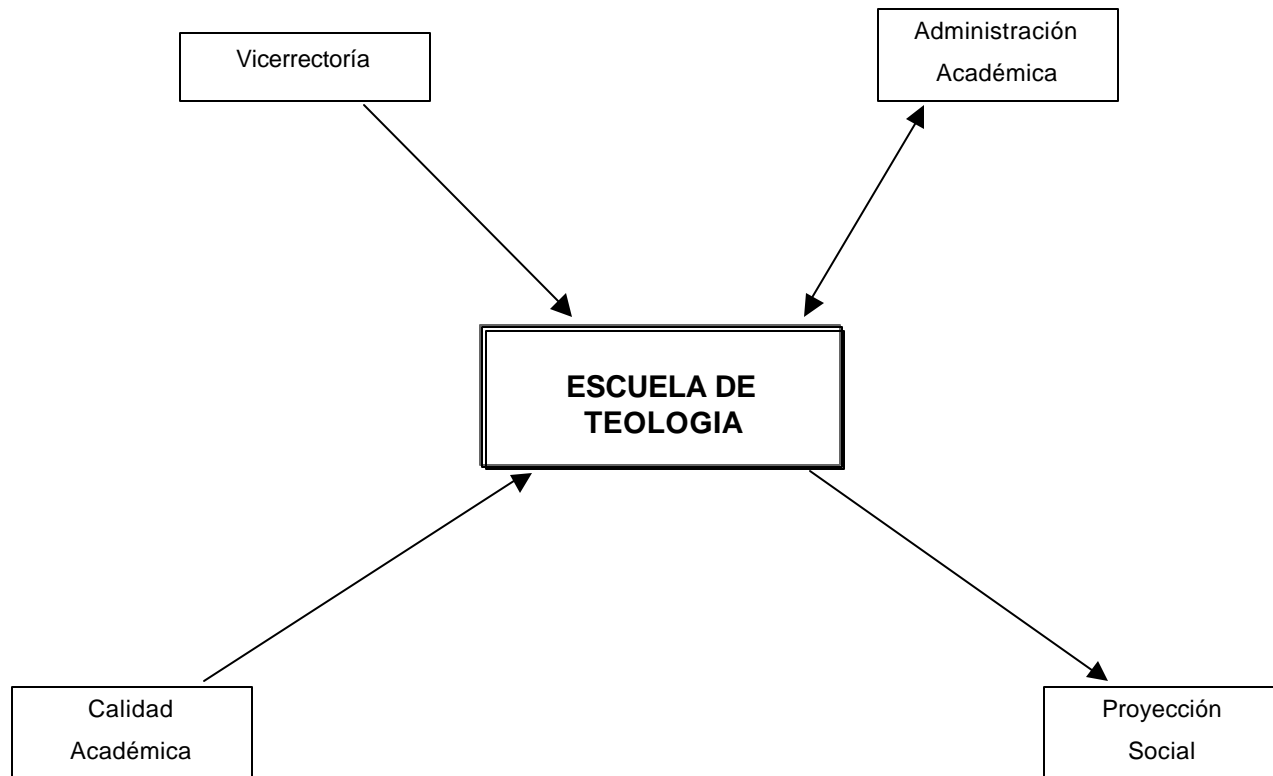 Vicerrectoría
Administración
Académica
ESCUELA DE
TEOLOGIA
Calidad
Académica
Proyección
Social